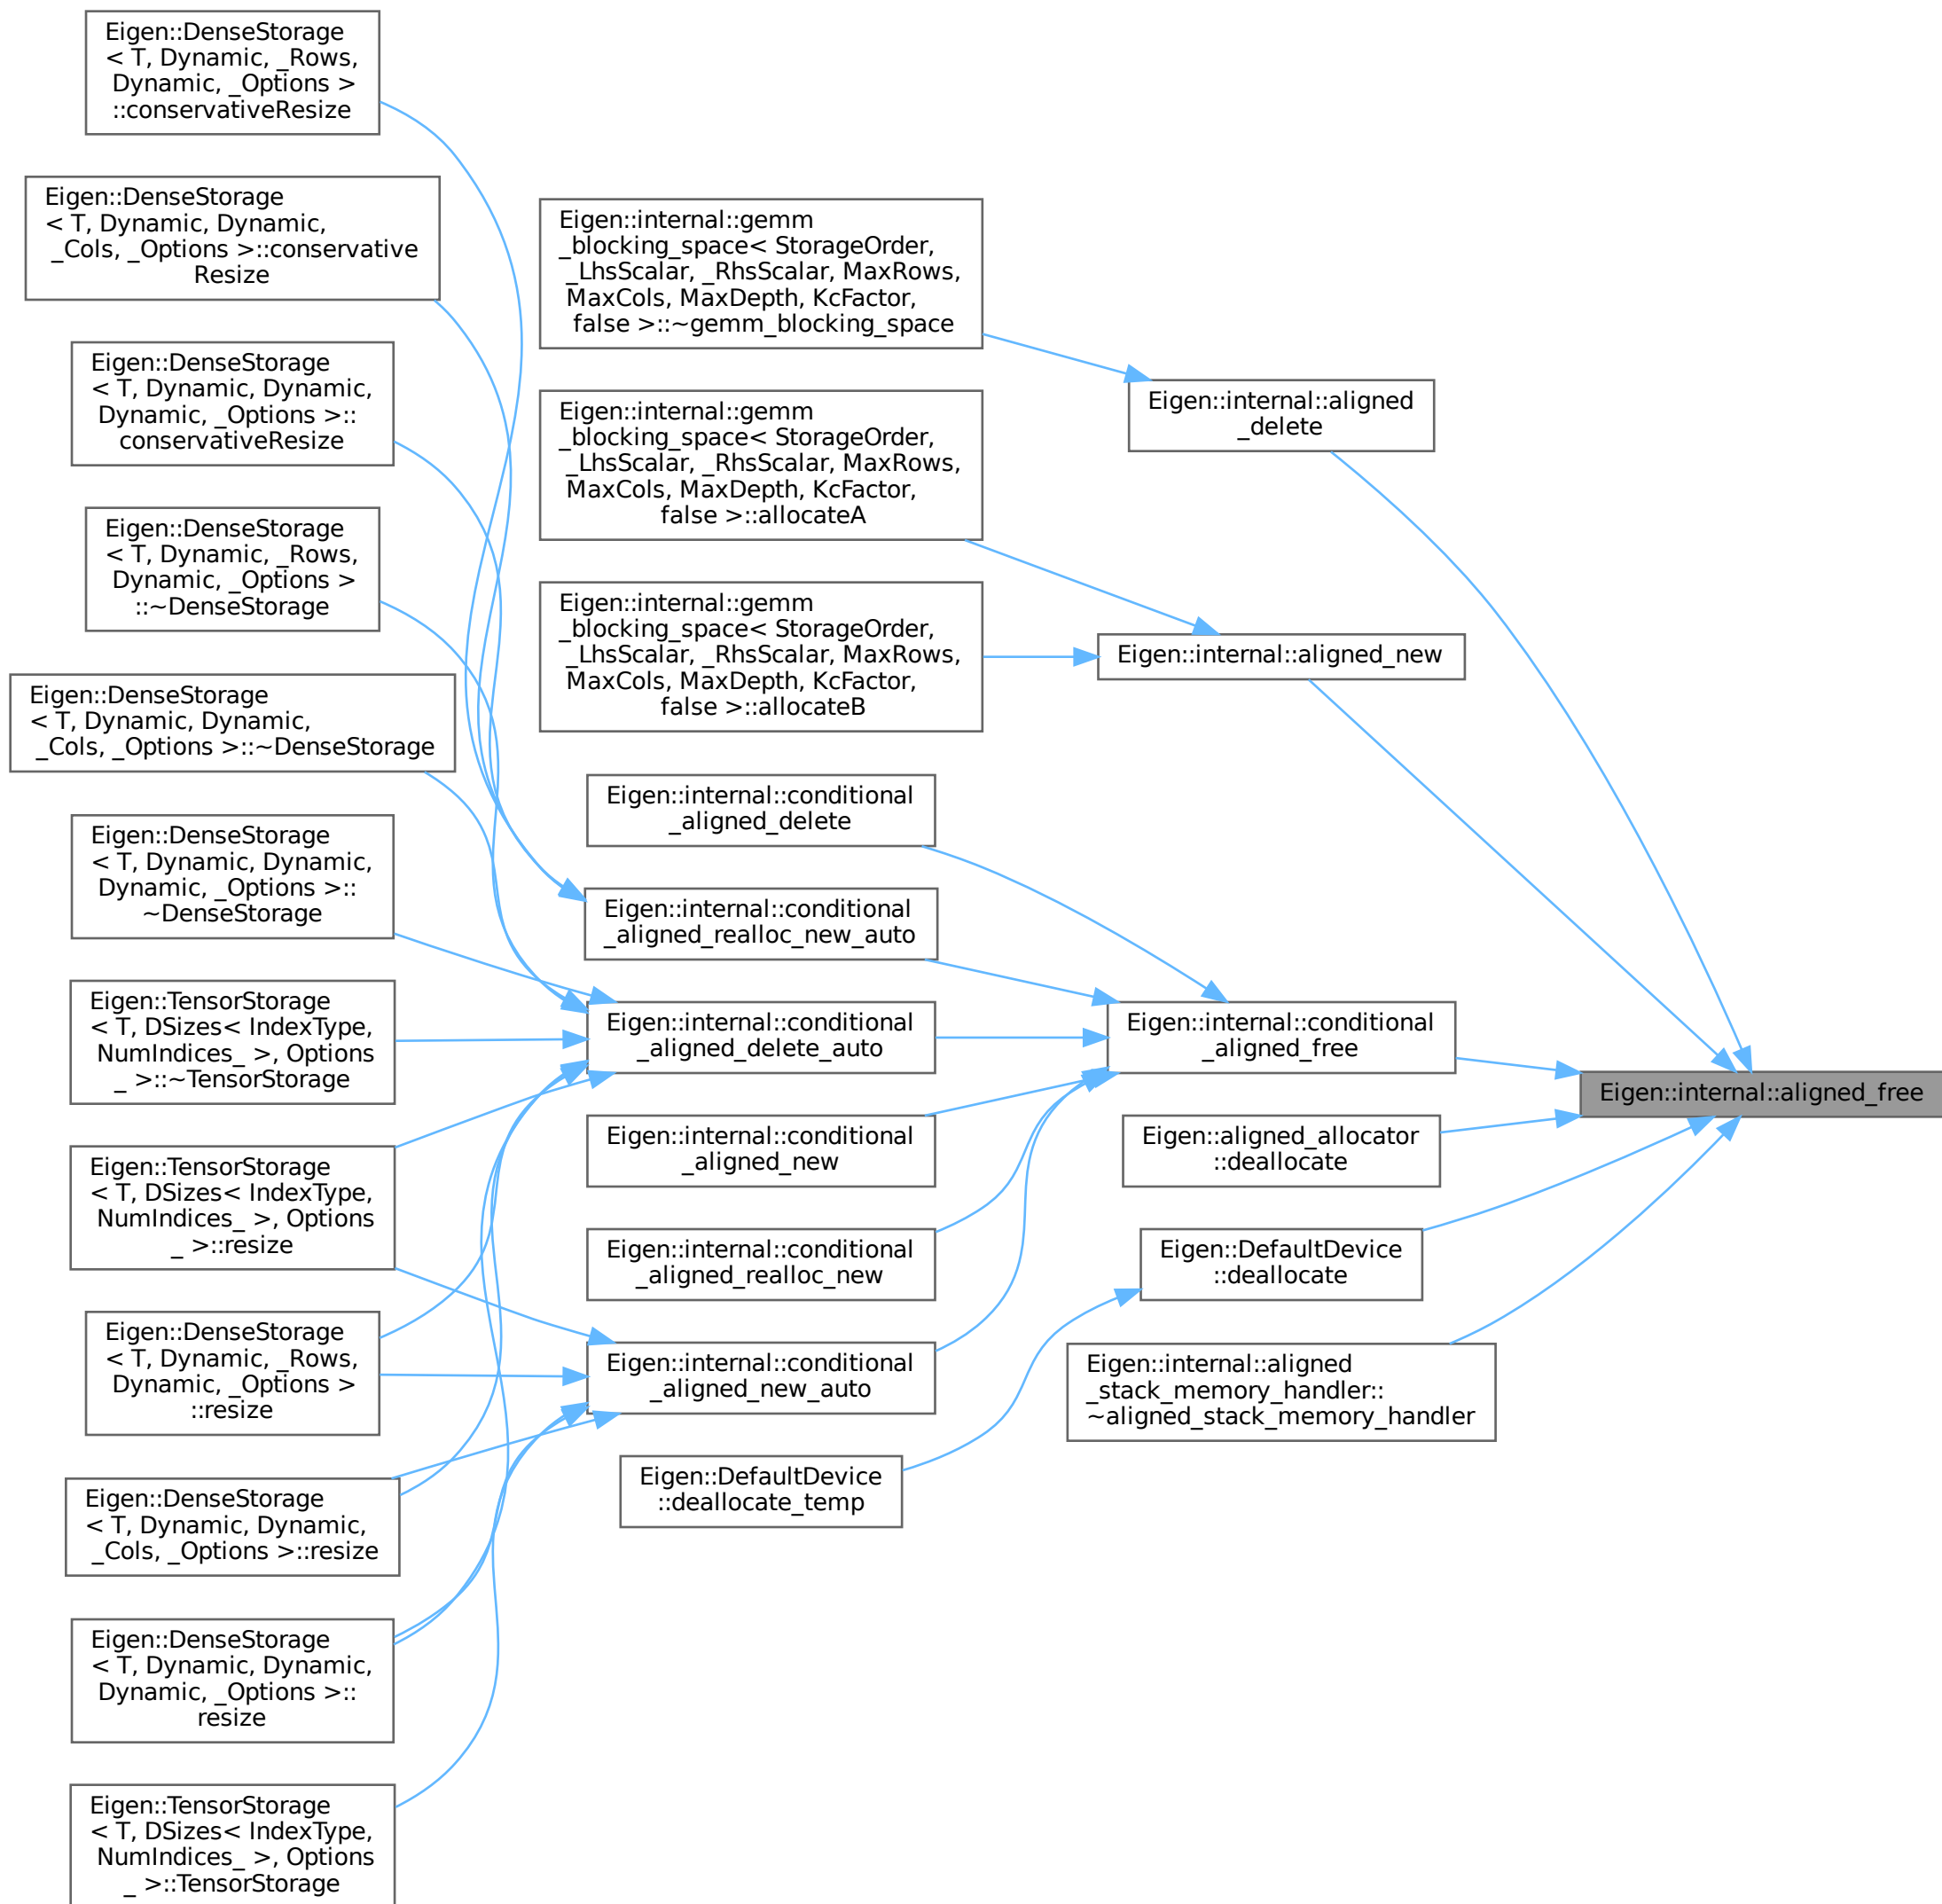 Eigen::DenseStorage
< T, Dynamic, _Rows,
Dynamic, _Options >
::conservativeResize
Eigen::DenseStorage
< T, Dynamic, Dynamic,
_Cols, _Options >::conservative
Resize
Eigen::DenseStorage
< T, Dynamic, Dynamic,
Dynamic, _Options >::
conservativeResize
Eigen::DenseStorage
< T, Dynamic, _Rows,
Dynamic, _Options >
::~DenseStorage
Eigen::DenseStorage
< T, Dynamic, Dynamic,
_Cols, _Options >::~DenseStorage
Eigen::DenseStorage
< T, Dynamic, Dynamic,
Dynamic, _Options >::
~DenseStorage
Eigen::TensorStorage
< T, DSizes< IndexType,
NumIndices_ >, Options
_ >::~TensorStorage
Eigen::TensorStorage
< T, DSizes< IndexType,
NumIndices_ >, Options
_ >::resize
Eigen::DenseStorage
< T, Dynamic, _Rows,
Dynamic, _Options >
::resize
Eigen::DenseStorage
< T, Dynamic, Dynamic,
_Cols, _Options >::resize
Eigen::DenseStorage
< T, Dynamic, Dynamic,
Dynamic, _Options >::
resize
Eigen::TensorStorage
< T, DSizes< IndexType,
NumIndices_ >, Options
_ >::TensorStorage
Eigen::internal::gemm
_blocking_space< StorageOrder,
_LhsScalar, _RhsScalar, MaxRows,
MaxCols, MaxDepth, KcFactor,
false >::~gemm_blocking_space
Eigen::internal::gemm
_blocking_space< StorageOrder,
_LhsScalar, _RhsScalar, MaxRows,
MaxCols, MaxDepth, KcFactor,
false >::allocateA
Eigen::internal::gemm
_blocking_space< StorageOrder,
_LhsScalar, _RhsScalar, MaxRows,
MaxCols, MaxDepth, KcFactor,
false >::allocateB
Eigen::internal::conditional
_aligned_delete
Eigen::internal::conditional
_aligned_realloc_new_auto
Eigen::internal::conditional
_aligned_delete_auto
Eigen::internal::conditional
_aligned_new
Eigen::internal::conditional
_aligned_realloc_new
Eigen::internal::conditional
_aligned_new_auto
Eigen::DefaultDevice
::deallocate_temp
Eigen::internal::aligned
_delete
Eigen::internal::aligned_new
Eigen::internal::conditional
_aligned_free
Eigen::aligned_allocator
::deallocate
Eigen::DefaultDevice
::deallocate
Eigen::internal::aligned
_stack_memory_handler::
~aligned_stack_memory_handler
Eigen::internal::aligned_free